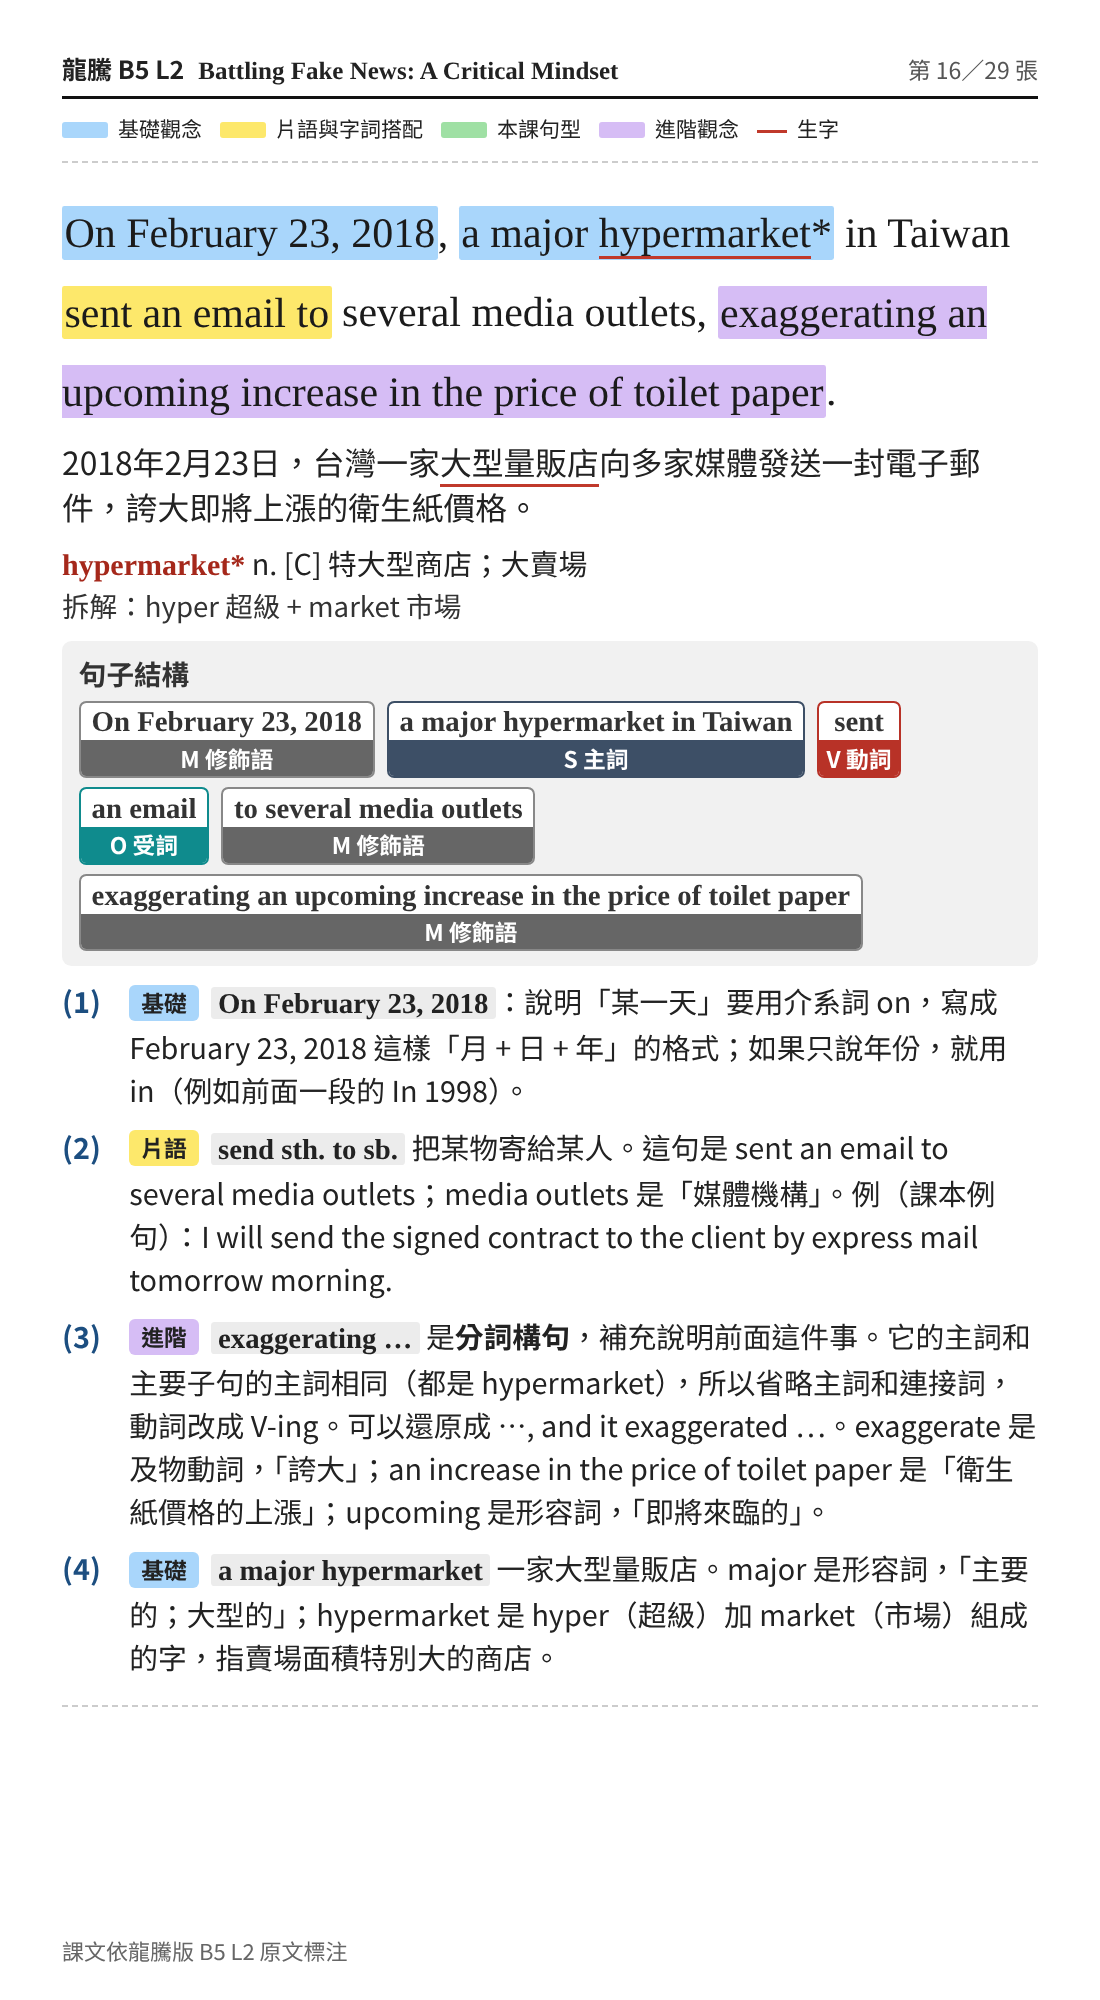 龍騰 B5 L2 Battling Fake News: A Critical Mindset 第 16／29 張
基礎觀念 片語與字詞搭配 本課句型 進階觀念 生字
On February 23, 2018, a major hypermarket* in Taiwan
sent an email to several media outlets, exaggerating an
upcoming increase in the price of toilet paper.
2018年2月23日，台灣一家大型量販店向多家媒體發送一封電子郵
件，誇大即將上漲的衛生紙價格。
hypermarket* n. [C] 特大型商店；大賣場
拆解：hyper 超級 + market 市場
句子結構
On February 23, 2018 a major hypermarket in Taiwan sent
M 修飾語 S 主詞 V 動詞
an email to several media outlets
O 受詞 M 修飾語
exaggerating an upcoming increase in the price of toilet paper
M 修飾語
(1) 基礎 On February 23, 2018：說明「某一天」要用介系詞 on，寫成
February 23, 2018 這樣「月 + 日 + 年」的格式；如果只說年份，就用
in（例如前面一段的 In 1998）。
(2) 片語 send sth. to sb. 把某物寄給某人。這句是 sent an email to
several media outlets；media outlets 是「媒體機構」。例（課本例
句）：I will send the signed contract to the client by express mail
tomorrow morning.
(3) 進階 exaggerating … 是分詞構句，補充說明前面這件事。它的主詞和
主要子句的主詞相同（都是 hypermarket），所以省略主詞和連接詞，
動詞改成 V-ing。可以還原成 …, and it exaggerated …。exaggerate 是
及物動詞，「誇大」；an increase in the price of toilet paper 是「衛生
紙價格的上漲」；upcoming 是形容詞，「即將來臨的」。
(4) 基礎 a major hypermarket 一家大型量販店。major 是形容詞，「主要
的；大型的」；hypermarket 是 hyper（超級）加 market（市場）組成
的字，指賣場面積特別大的商店。
課文依龍騰版 B5 L2 原文標注